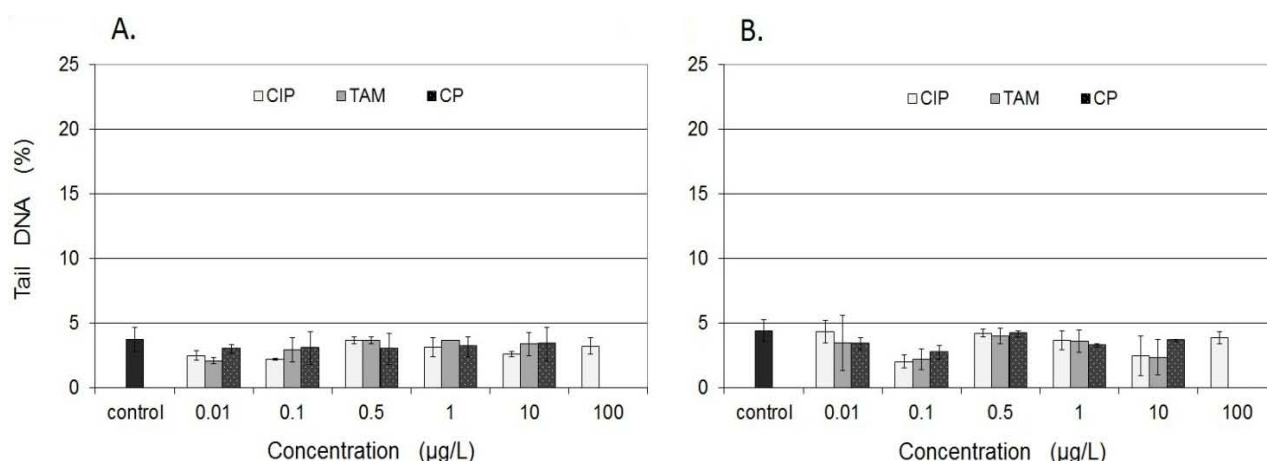 A.
25
20
15
10
5
0
Tail DNA (%)
CIP TAM CP
control 0.01 0.1 0.5 1 10 100
Concentration (µg/L)
B.
25
20
15
10
5
0
CIP TAM CP
control 0.01 0.1 0.5 1 10 100
Concentration (µg/L)